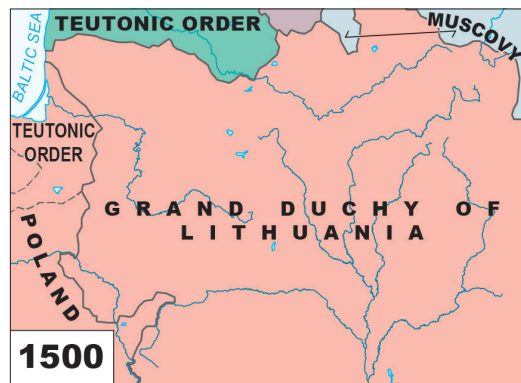 TEUTONIC ORDER
MUSCOVY
BALTIC SEA
TEUTONIC
ORDER
GRAND DUCHY OF
LITHUANIA
POLAND
1500